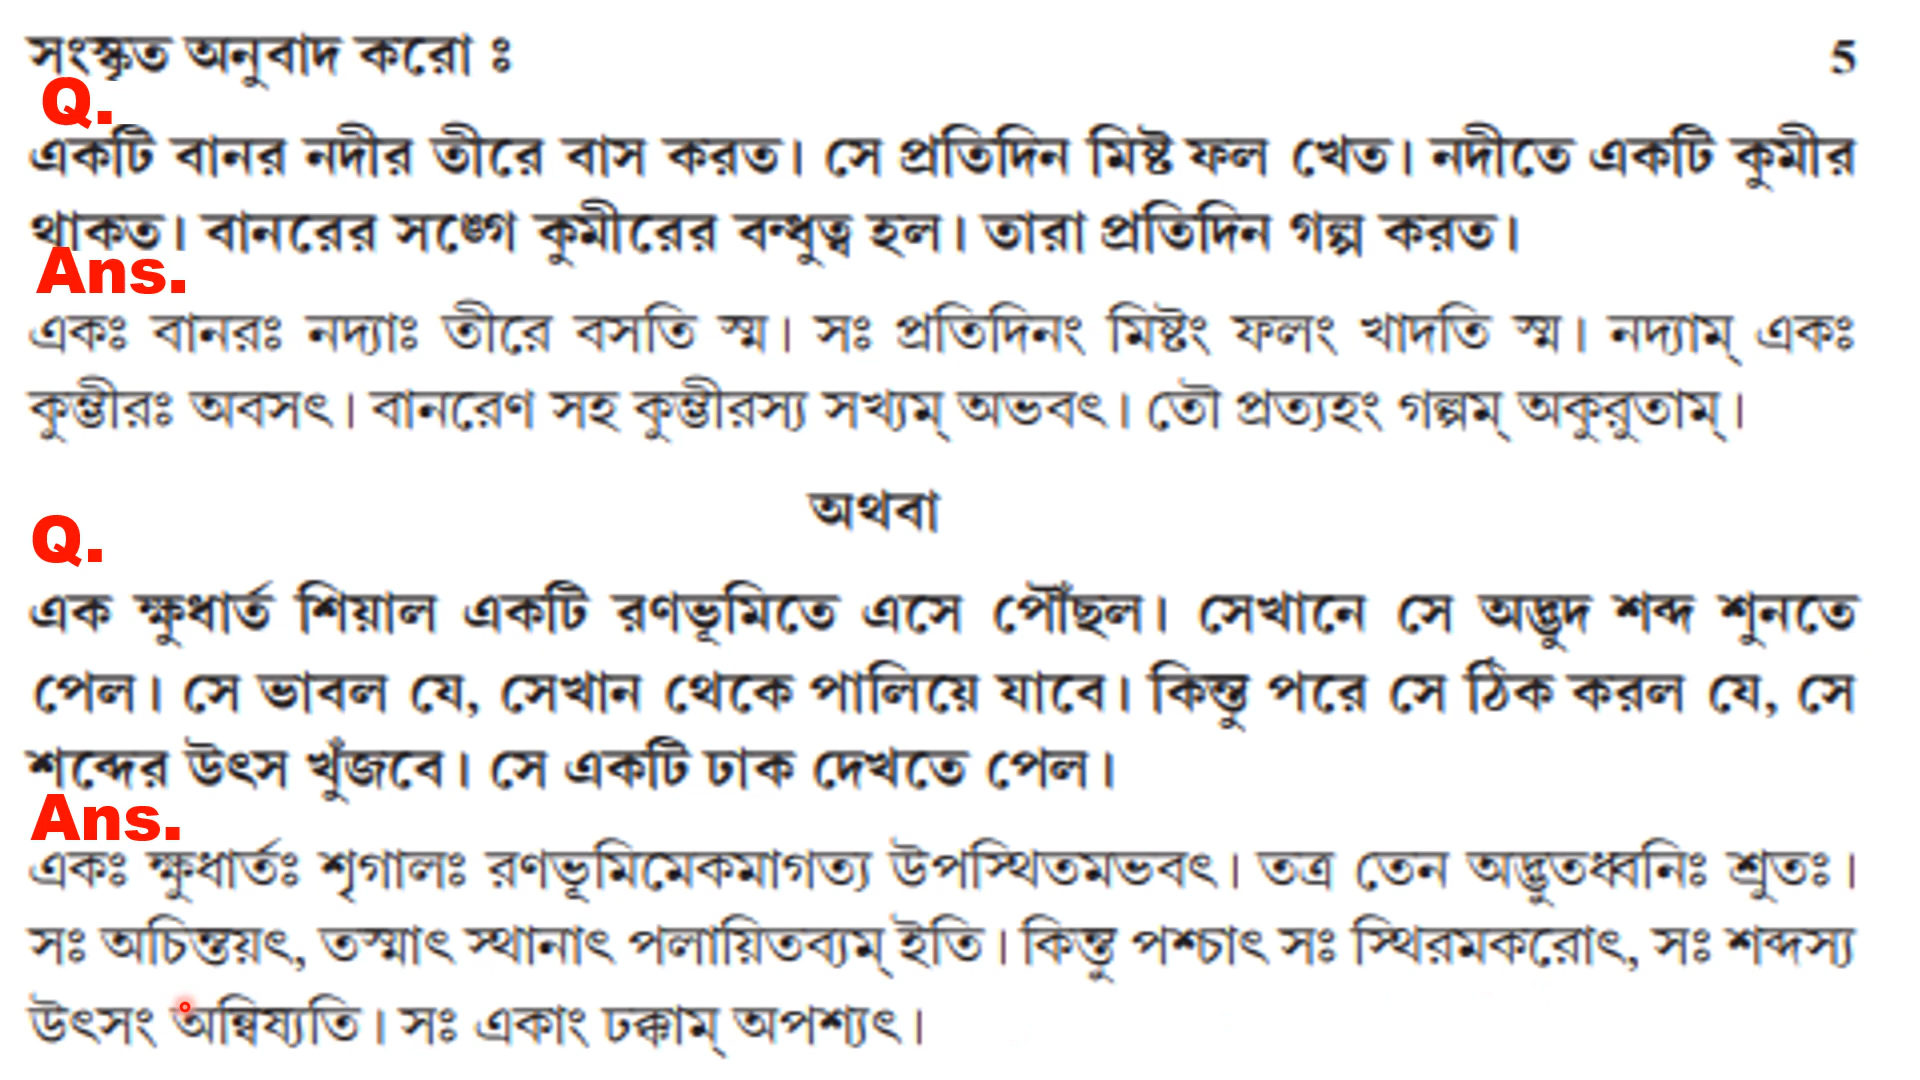 সংস্কৃত অনুবাদ করো ঃ 5
Q.
একটি বানর নদীর তীরে বাস করত। সে প্রতিদিন মিষ্ট ফল খেত। নদীতে একটি কুমীর
থাকত। বানরের সঙ্গে কুমীরের বন্ধুত্ব হল। তারা প্রতিদিন গল্প করত।
Ans.
একঃ বানরঃ নদ্যাঃ তীরে বসতি স্ম। সঃ প্রতিদিনং মিষ্টং ফলং খাদতি স্ম। নদ্যাম্ একঃ
কুম্ভীরঃ অবসৎ। বানরেণ সহ কুম্ভীরস্য সখ্যম্ অভবৎ। তৌ প্রত্যহং গল্পম্ অকুরুতাম্।
অথবা
Q.
এক ক্ষুধার্ত শিয়াল একটি রণভূমিতে এসে পৌঁছল। সেখানে সে অদ্ভুদ শব্দ শুনতে
পেল। সে ভাবল যে, সেখান থেকে পালিয়ে যাবে। কিন্তু পরে সে ঠিক করল যে, সে
শব্দের উৎস খুঁজবে। সে একটি ঢাক দেখতে পেল।
Ans.
একঃ ক্ষুধার্তঃ শৃগালঃ রণভূমিমেকমাগত্য উপস্থিতমভবৎ। তত্র তেন অদ্ভুতধ্বনিঃ শ্রুতঃ।
সঃ অচিন্তয়ৎ, তস্মাৎ স্থানাৎ পলায়িতব্যম্ ইতি। কিন্তু পশ্চাৎ সঃ স্থিরমকরোৎ, সঃ শব্দস্য
উৎসং অন্বিষ্যতি। সঃ একাং ঢক্কাম্ অপশ্যৎ।